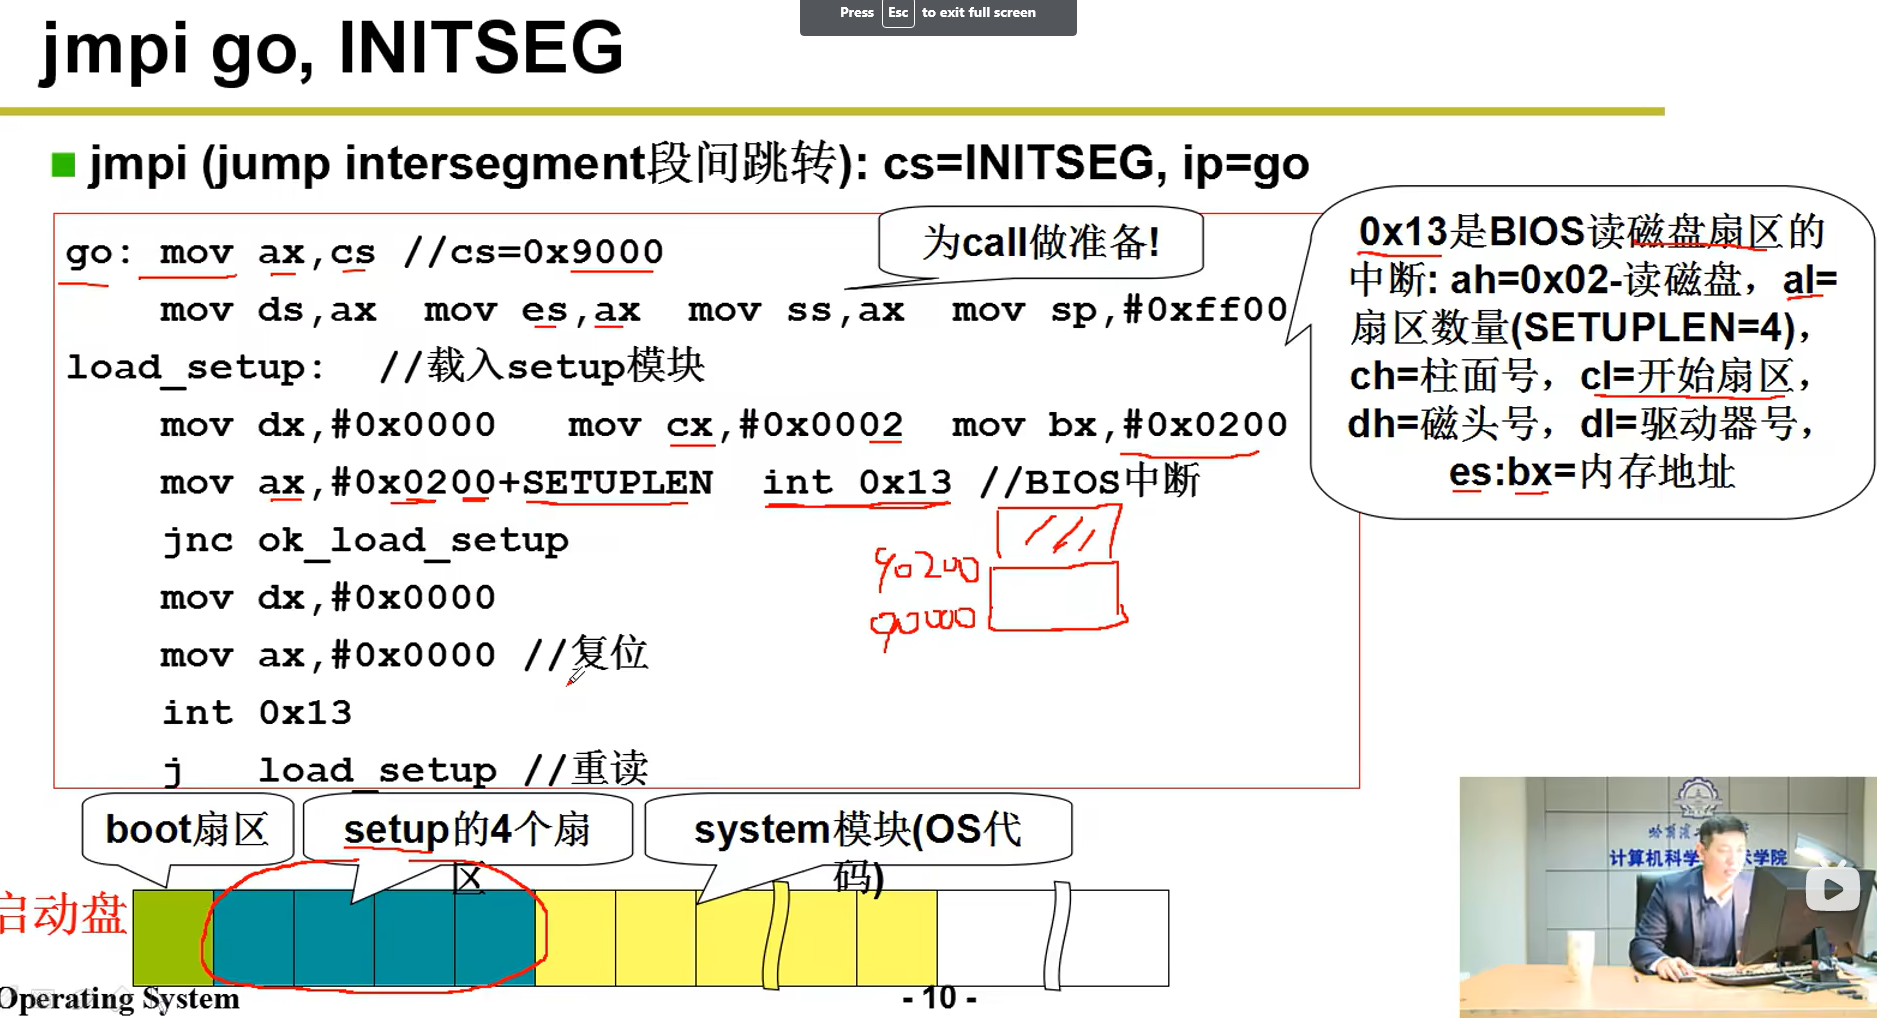 Press Esc to exit full screen
jmpi go, INITSEG
jmpi (jump intersegment段间跳转): cs=INITSEG, ip=go
为call做准备!
go: mov ax,cs //cs=0x9000
mov ds,ax mov es,ax mov ss,ax mov sp,#0xff00
load_setup: //载入setup模块
mov dx,#0x0000 mov cx,#0x0002 mov bx,#0x0200
mov ax,#0x0200+SETUPLEN int 0x13 //BIOS中断
jnc ok_load_setup
mov dx,#0x0000
mov ax,#0x0000 //复位
int 0x13
j load_setup //重读
0x13是BIOS读磁盘扇区的
中断: ah=0x02-读磁盘, al=
扇区数量(SETUPLEN=4),
ch=柱面号, cl=开始扇区,
dh=磁头号, dl=驱动器号,
es:bx=内存地址
90200
90000
boot扇区
setup的4个扇
区
system模块(OS代
码)
启动盘
Operating System
- 10 -
计算机科学
术学院